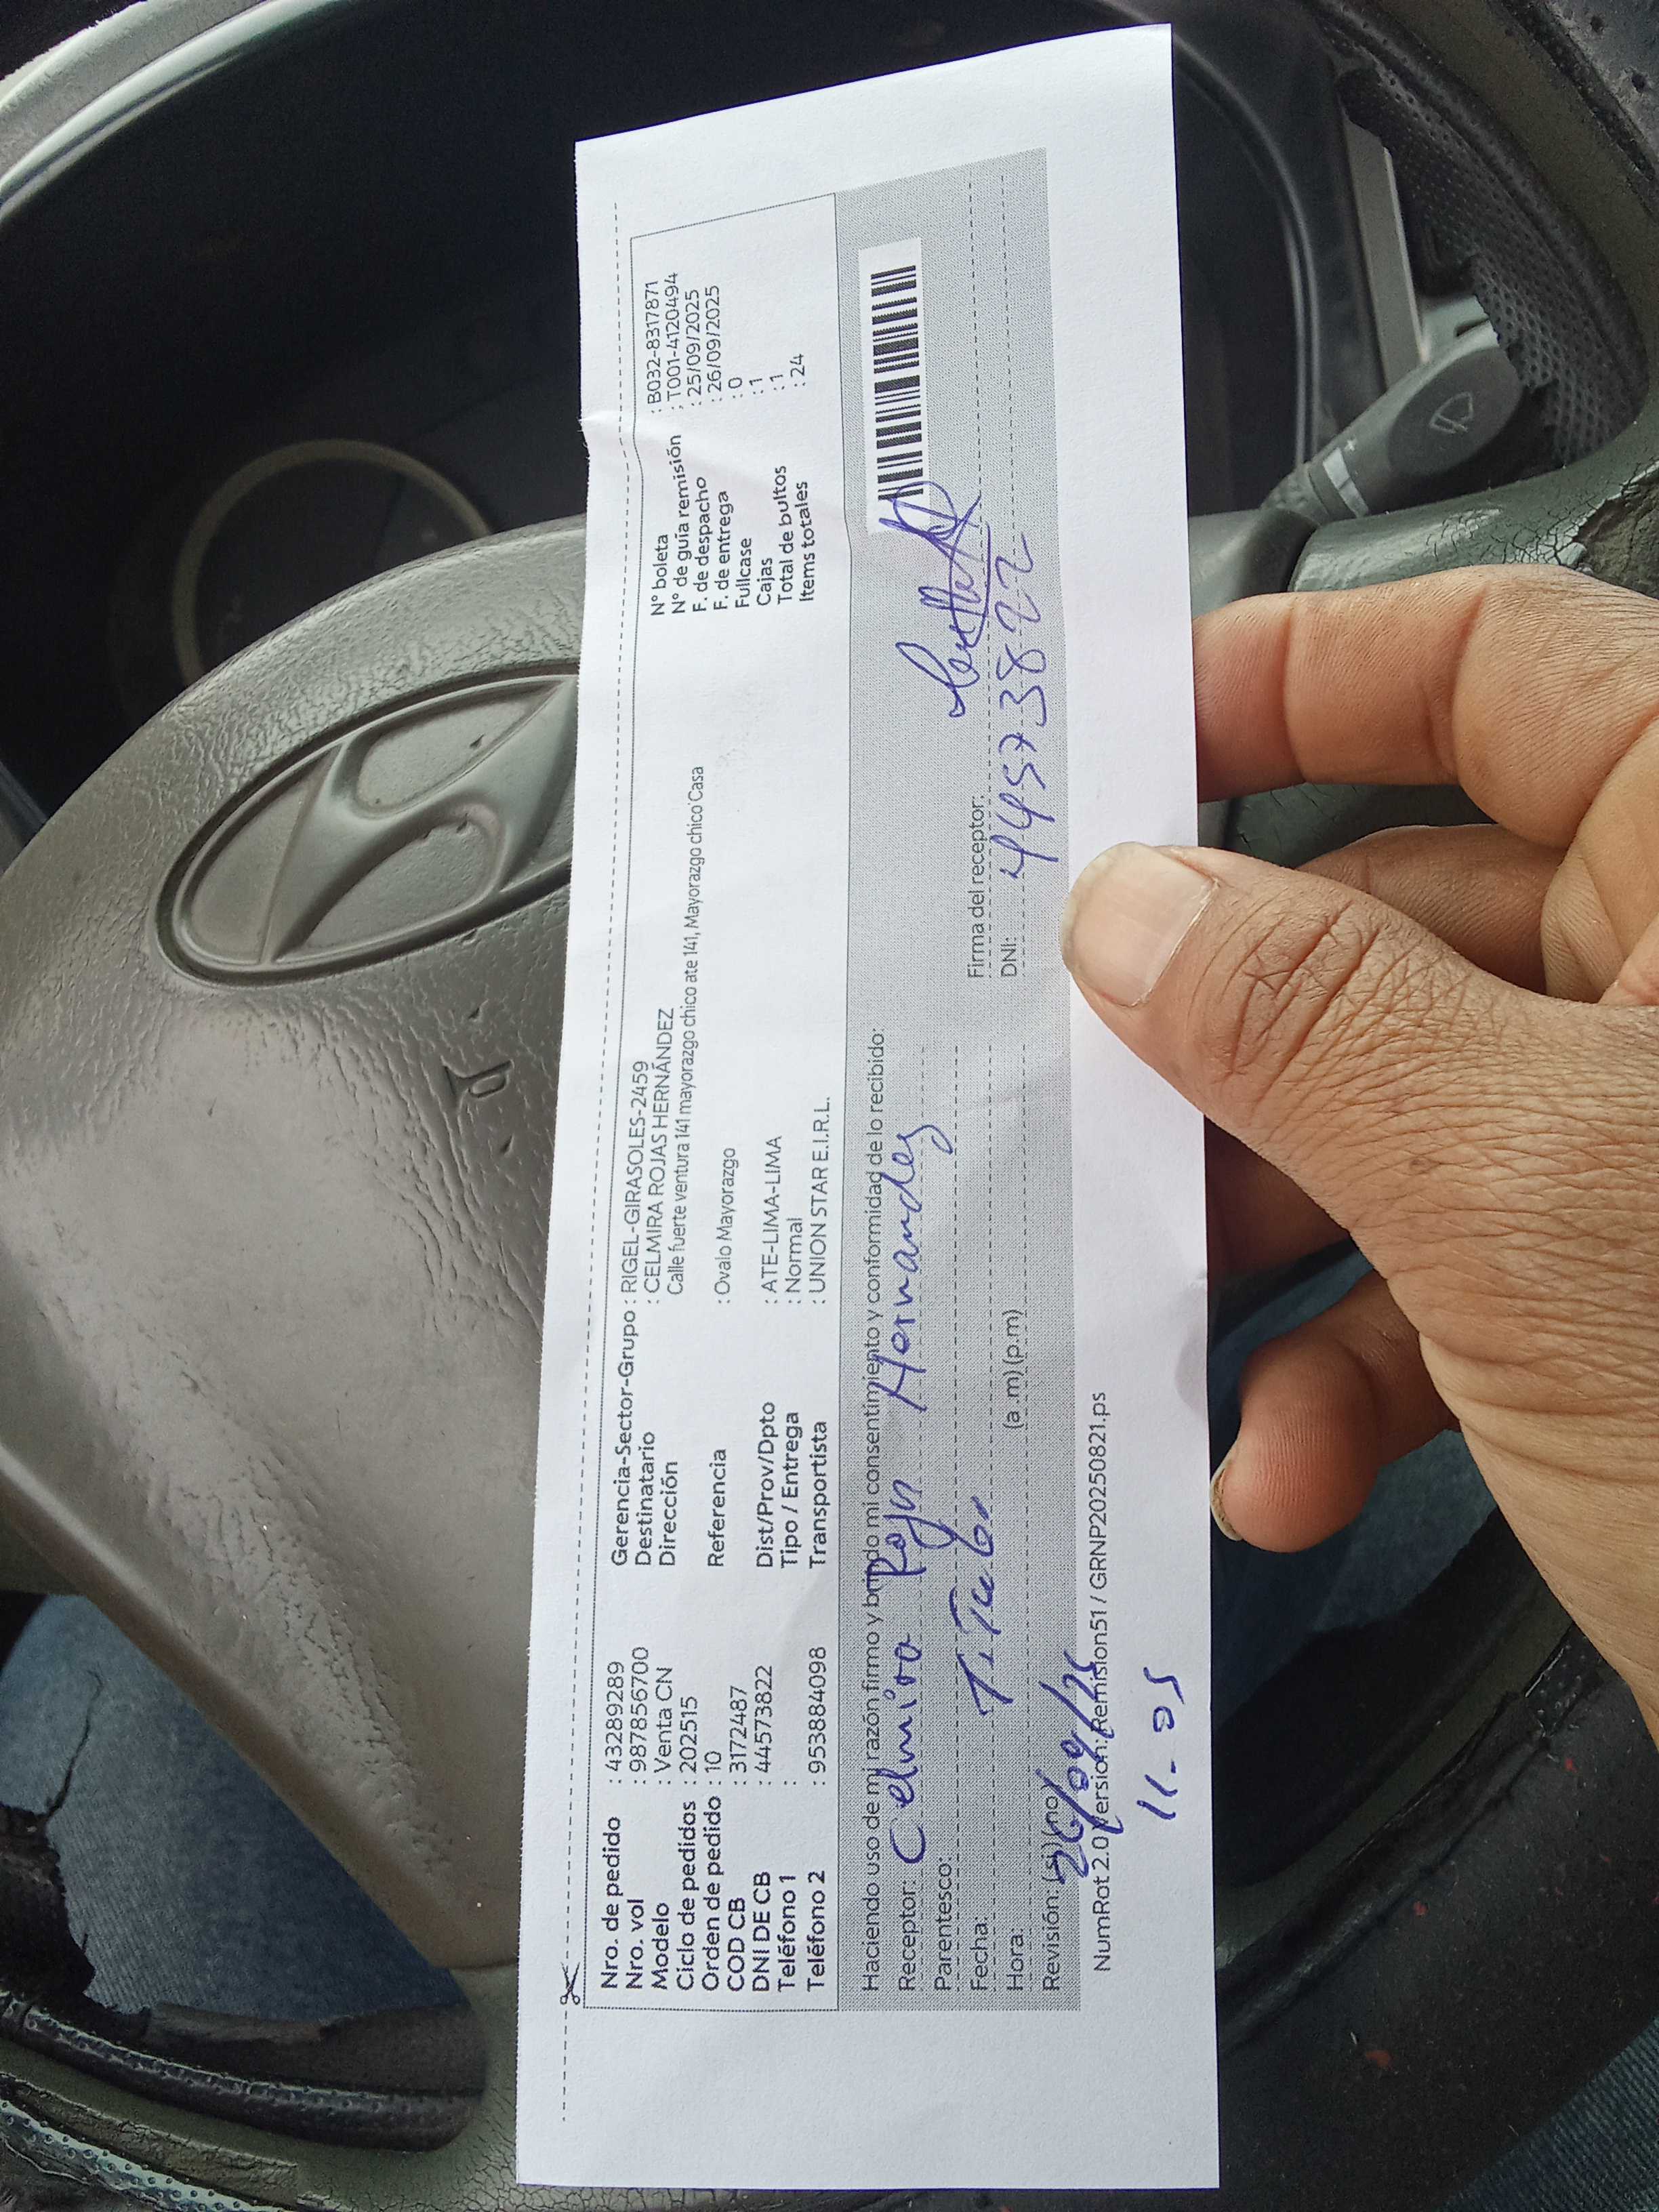 Nro. de pedido : 43289289
Nro. vol : 987856700
Modelo : Venta CN
Ciclo de pedidos : 202515
Orden de pedido : 10
COD CB : 3172487
DNI DE CB : 44573822
Teléfono 1 :
Teléfono 2 : 953884098
Gerencia-Sector-Grupo : RIGEL-GIRASOLES-2459
Destinatario : CELMIRA ROJAS HERNÁNDEZ
Dirección Calle fuerte ventura 141 mayorazgo chico ate 141, Mayorazgo chico Casa
Referencia : Ovalo Mayorazgo
Dist/Prov/Dpto : ATE-LIMA-LIMA
Tipo / Entrega : Normal
Transportista : UNION STAR E.I.R.L.
N° boleta : B032-8317871
N° de guía remisión : T001-4120494
F. de despacho : 25/09/2025
F. de entrega : 26/09/2025
Fullcase : 0
Cajas : 1
Total de bultos : 1
Items totales : 24
Haciendo uso de mi razón firmo y brindo mi consentimiento y conformidad de lo recibido:
Receptor: Celmira Rojas Hernandez
Parentesco: Titular
Fecha: 26/09/25
Hora: (a .m) (p.m)
Revisión: (si) (no)
Firma del receptor:
DNI: 44573822
NumRot 2.0 Version:Remision51 / GRNP20250821.ps
11-05